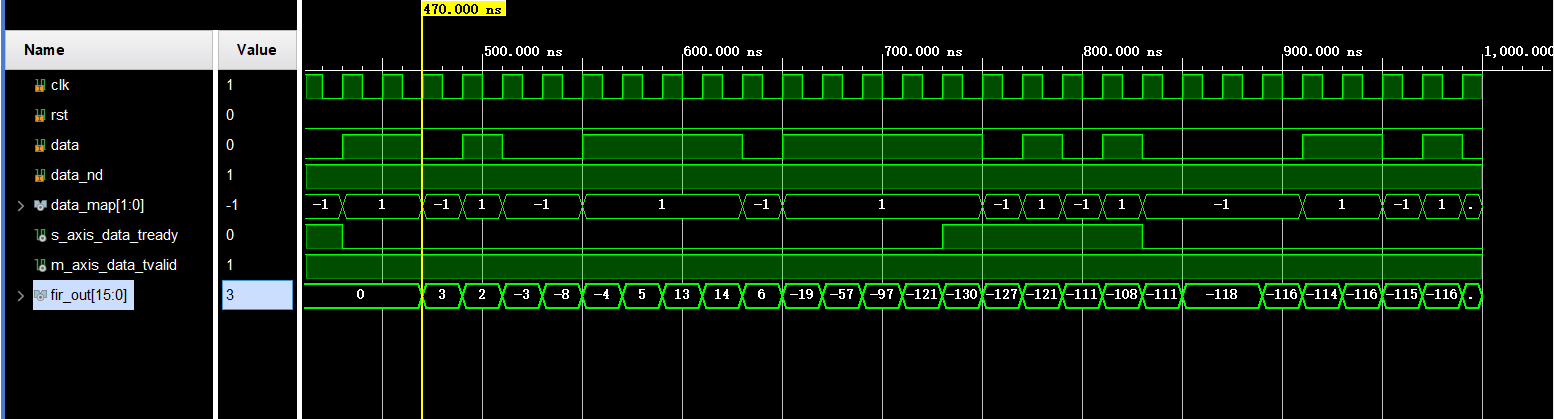 470.000 ns
Name Value
500.000 ns 600.000 ns 700.000 ns 800.000 ns 900.000 ns 1,000.000
clk 1
rst 0
data 0
data_nd 1
data_map[1:0] -1 -1 1 -1 1 -1 1 -1 1 -1 1 -1 1 -1 1 -1 1 .
s_axis_data_tready 0
m_axis_data_tvalid 1
fir_out[15:0] 3 0 3 2 -3 -8 -4 5 13 14 6 -19 -57 -97 -121 -130 -127 -121 -111 -108 -111 -118 -116 -114 -116 -115 -116 .